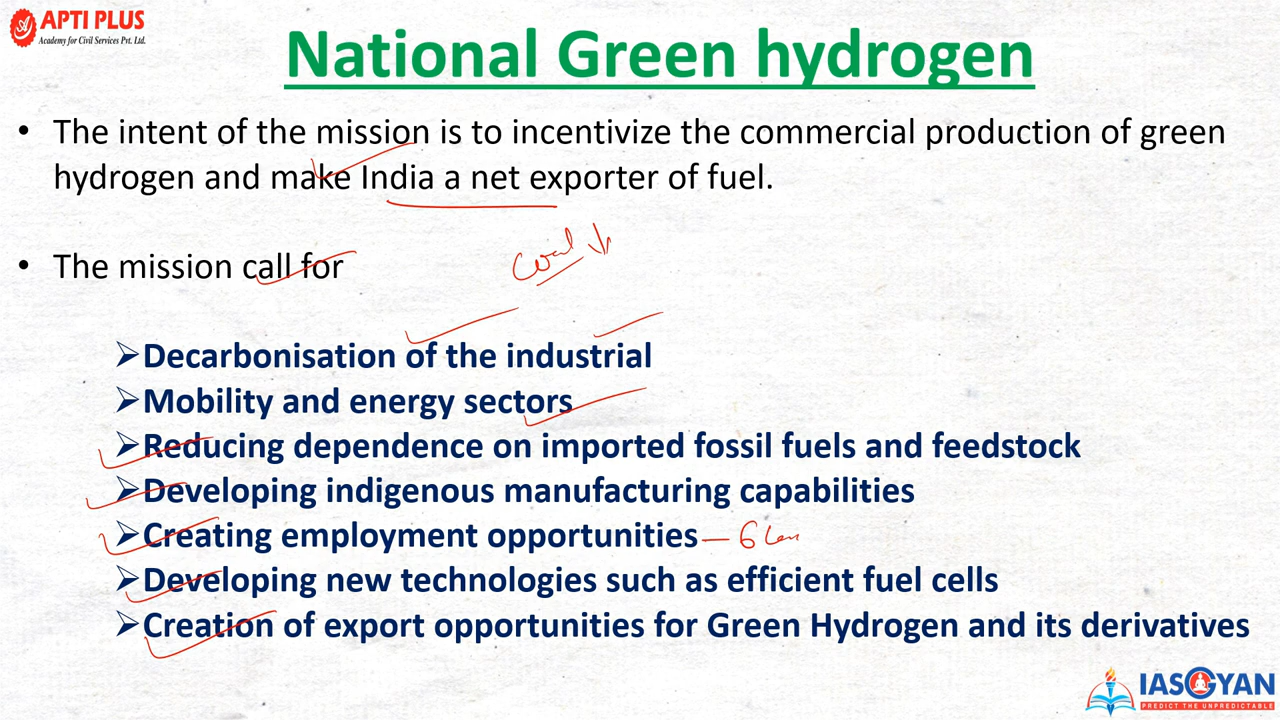 APTI PLUS
Academy for Civil Services Pvt. Ltd.
National Green hydrogen
• The intent of the mission is to incentivize the commercial production of green
hydrogen and make India a net exporter of fuel.
• The mission call for
➢Decarbonisation of the industrial
➢Mobility and energy sectors
➢Reducing dependence on imported fossil fuels and feedstock
➢Developing indigenous manufacturing capabilities
➢Creating employment opportunities – 6
➢Developing new technologies such as efficient fuel cells
➢Creation of export opportunities for Green Hydrogen and its derivatives
IASGYAN
PREDICT THE UNPREDICTABLE